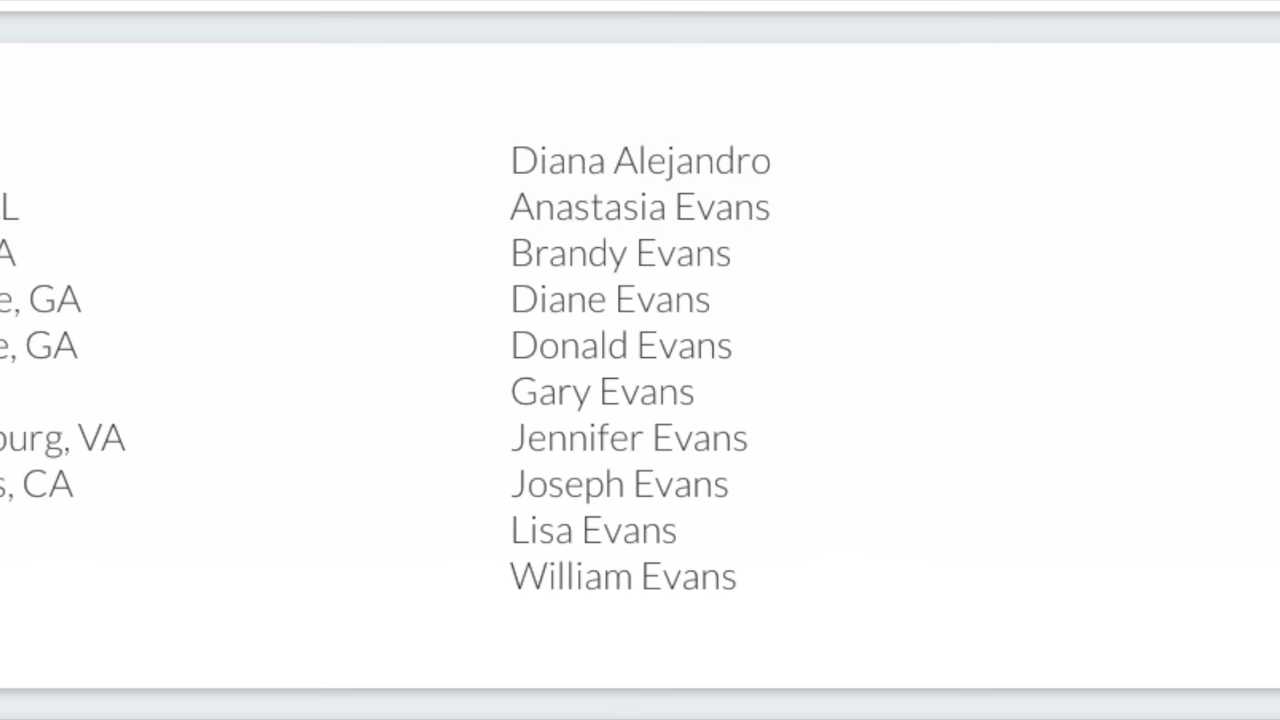 Diana Alejandro
Anastasia Evans
Brandy Evans
Diane Evans
Donald Evans
Gary Evans
Jennifer Evans
Joseph Evans
Lisa Evans
William Evans
GA
GA
VA
CA